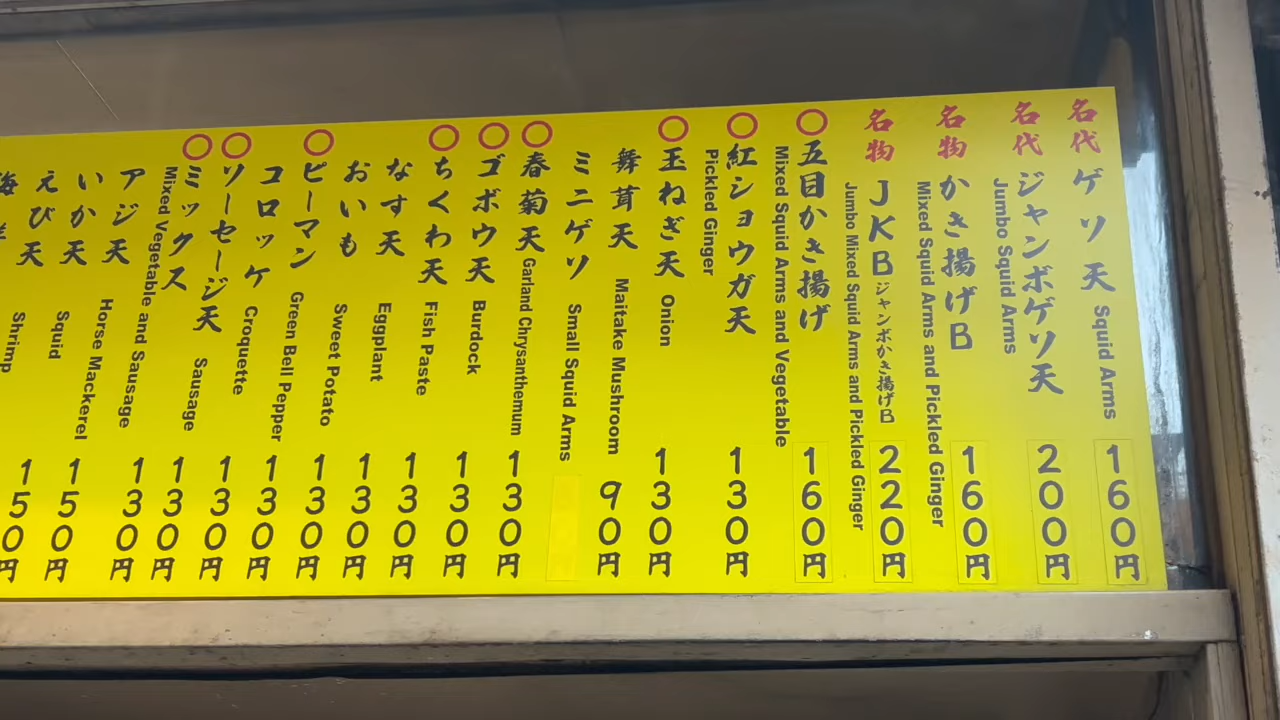 名代 ゲソ天 Squid Arms 160円
名代 ジャンボゲソ天 Jumbo Squid Arms 200円
名物 かき揚げB Mixed Squid Arms and Pickled Ginger 160円
名物 JKB ジャンボかき揚げB Jumbo Mixed Squid Arms and Pickled Ginger 220円
○五目かき揚げ Mixed Squid Arms and Vegetable 160円
○紅ショウガ天 Pickled Ginger 130円
○玉ねぎ天 Onion 130円
舞茸天 Maitake Mushroom 90円
ミニゲソ Small Squid Arms
○春菊天 Garland Chrysanthemum 130円
○ゴボウ天 Burdock 130円
○ちくわ天 Fish Paste 130円
なす天 Eggplant 130円
おいも Sweet Potato 130円
○ピーマン Green Bell Pepper 130円
コロッケ Croquette 130円
○ソーセージ天 Sausage 130円
○ミックス Mixed Vegetable and Sausage 130円
アジ天 Horse Mackerel 150円
いか天 Squid 150円
えび天 Shrimp
海